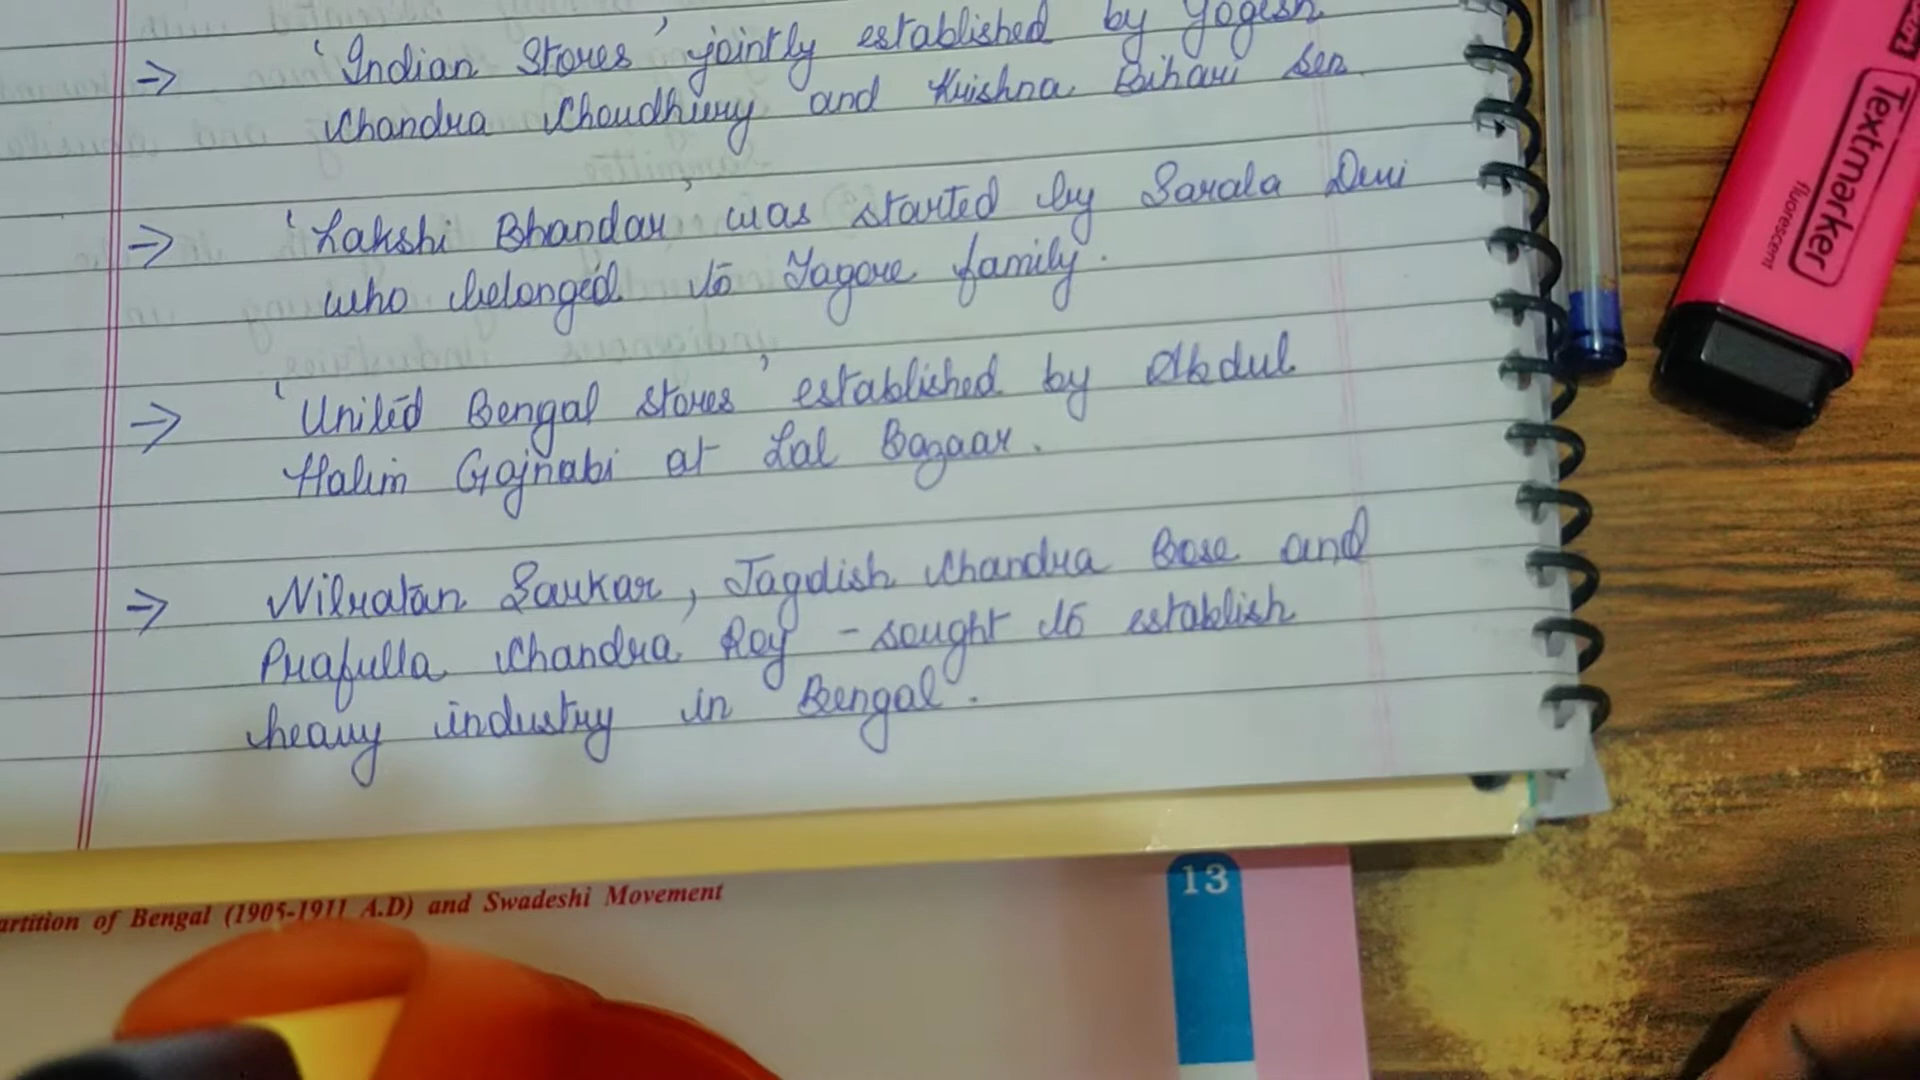 ⇒ 'Indian Stores' jointly established by Yogesh
Chandra Choudhury and Krishna Bihari Sen
⇒ 'Lakshi Bhandar' was started by Sarala Devi
who belonged to Tagore family.
⇒ 'United Bengal stores' established by Abdul
Halim Gajnabi at Lal Bazaar.
⇒ Nilratan Sarkar, Jagdish Chandra Bose and
Prafulla Chandra Roy - sought to establish
heavy industry in Bengal.
artition of Bengal (1905-1911 A.D) and Swadeshi Movement
13
Textmarker
fluorescent